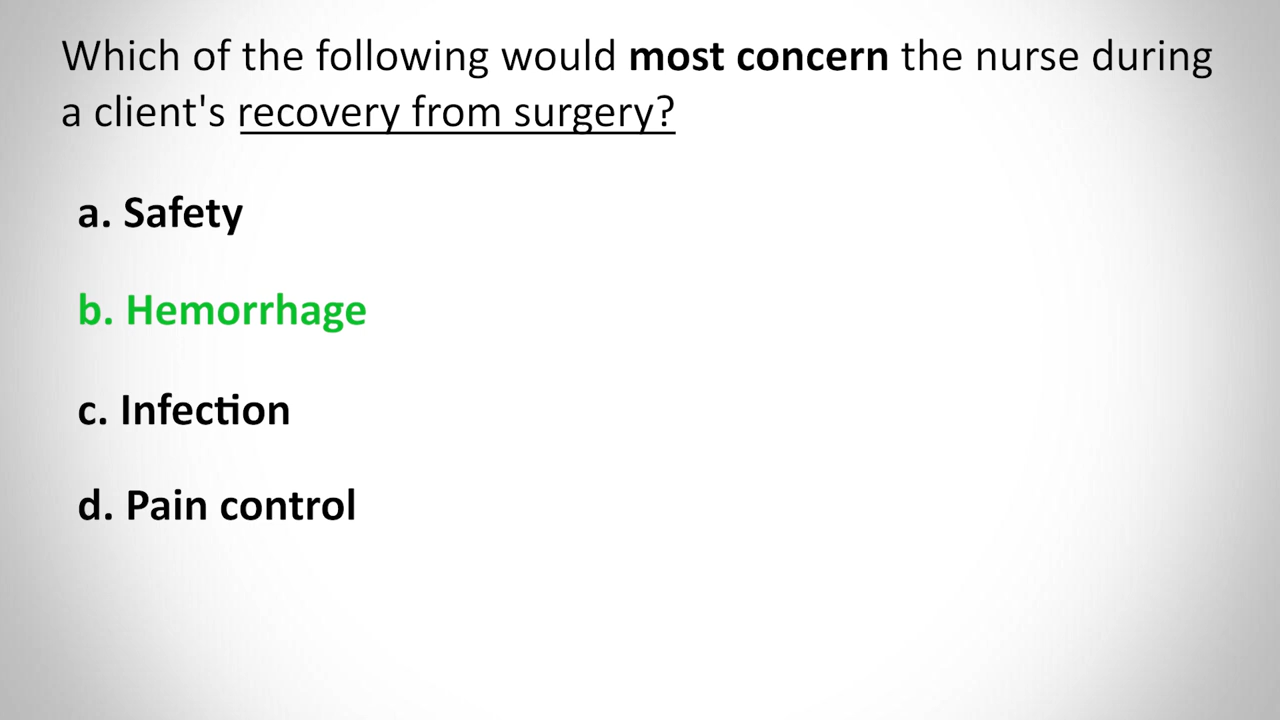 Which of the following would most concern the nurse during
a client's recovery from surgery?
a. Safety
b. Hemorrhage
c. Infection
d. Pain control